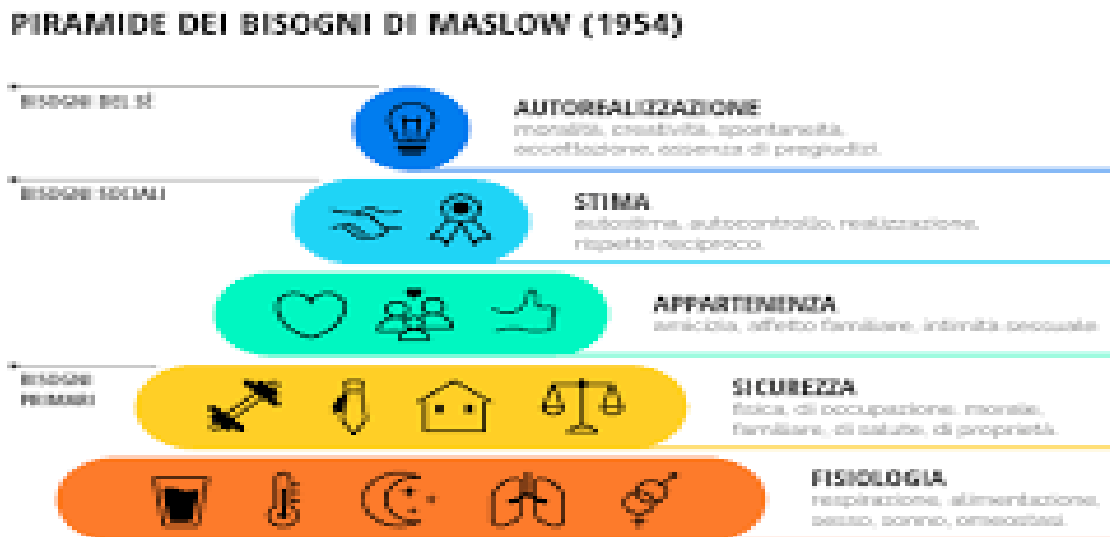 PIRAMIDE DEI BISOGNI DI MASLOW (1954)
BISOGNI DEL SÉ
AUTOREALIZZAZIONE
moralità, creatività, spontaneità,
accettazione, assenza di pregiudizi.
BISOGNI SOCIALI
STIMA
autostima, autocontrollo, realizzazione,
rispetto reciproco.
APPARTENENZA
amicizia, affetto familiare, intimità sessuale
BISOGNI
PRIMARI
SICUREZZA
fisica, di occupazione, morale,
familiare, di salute, di proprietà.
FISIOLOGIA
respirazione, alimentazione,
sesso, sonno, omeostasi.